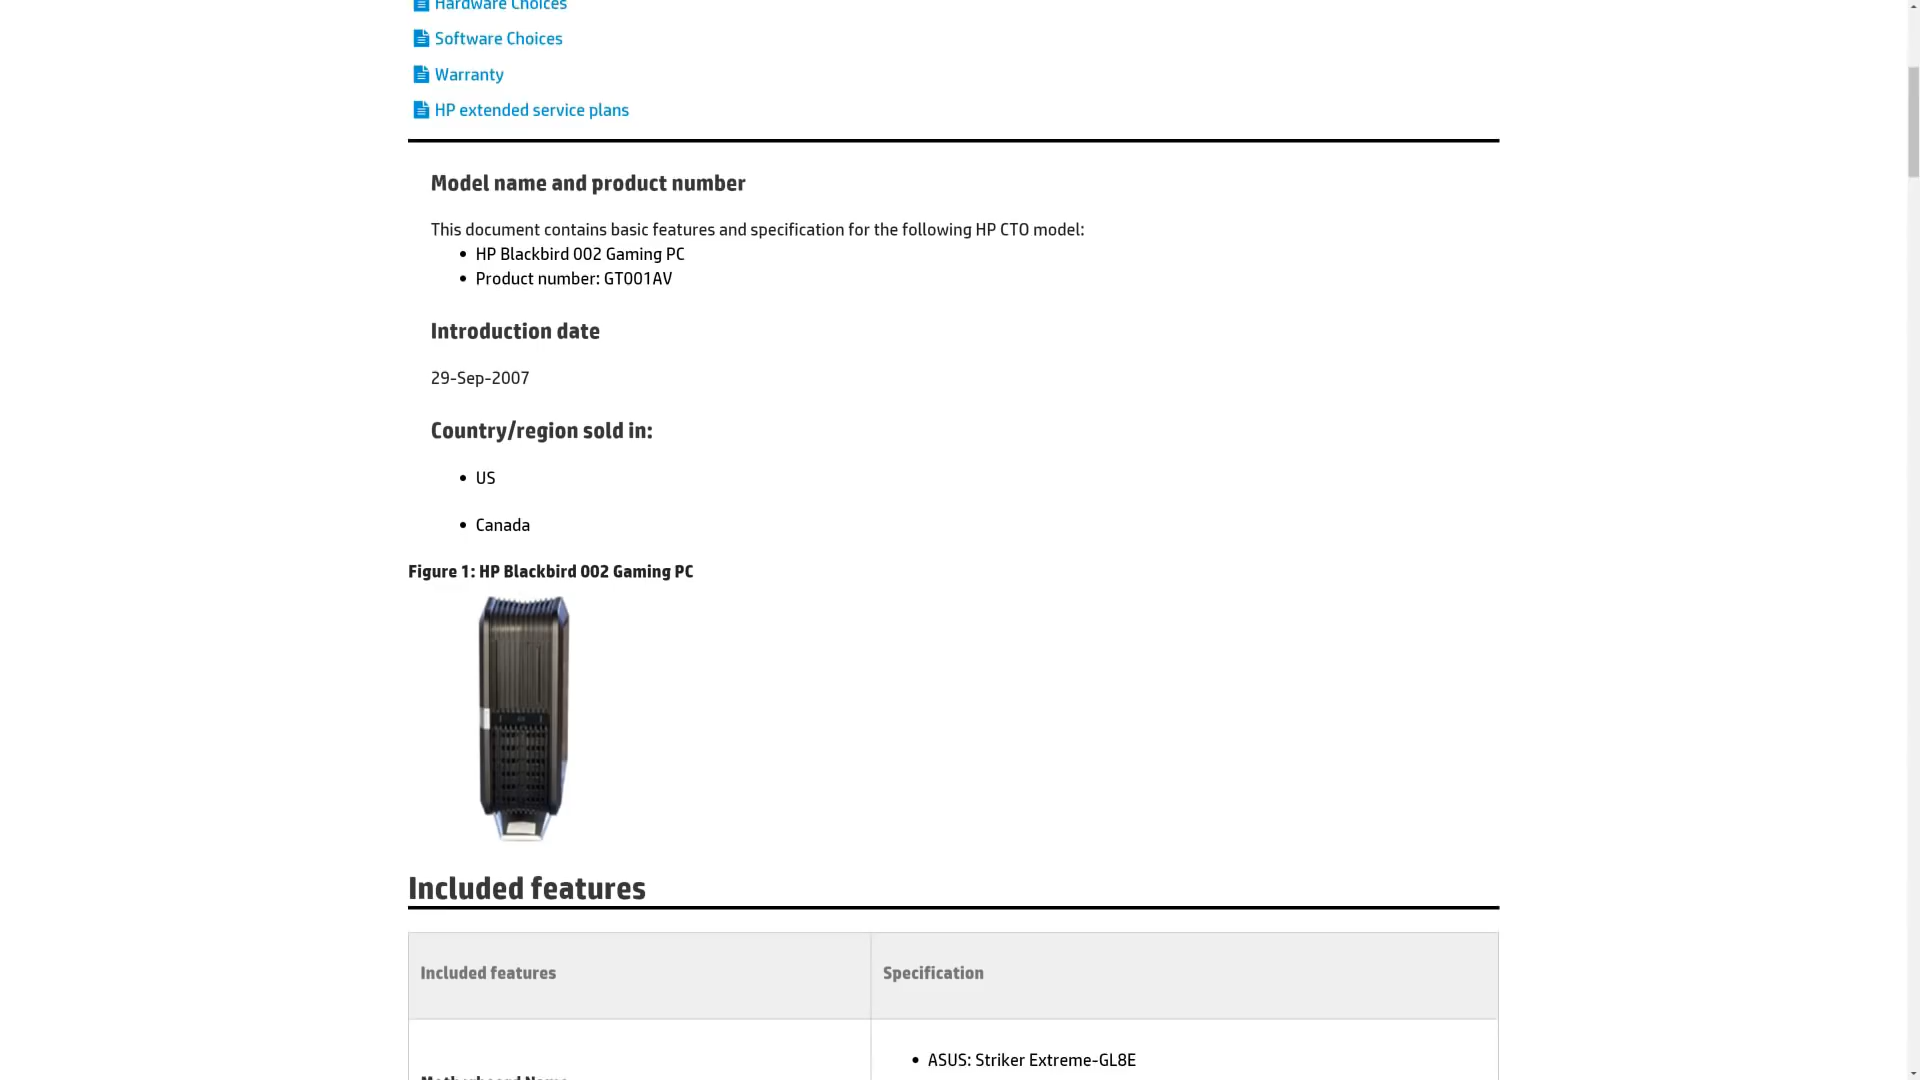 Hardware Choices
Software Choices
Warranty
HP extended service plans
Model name and product number
This document contains basic features and specification for the following HP CTO model:
• HP Blackbird 002 Gaming PC
• Product number: GT001AV
Introduction date
29-Sep-2007
Country/region sold in:
• US
• Canada
Figure 1: HP Blackbird 002 Gaming PC
Included features
Included features Specification
• ASUS: Striker Extreme-GL8E
Motherboard Name